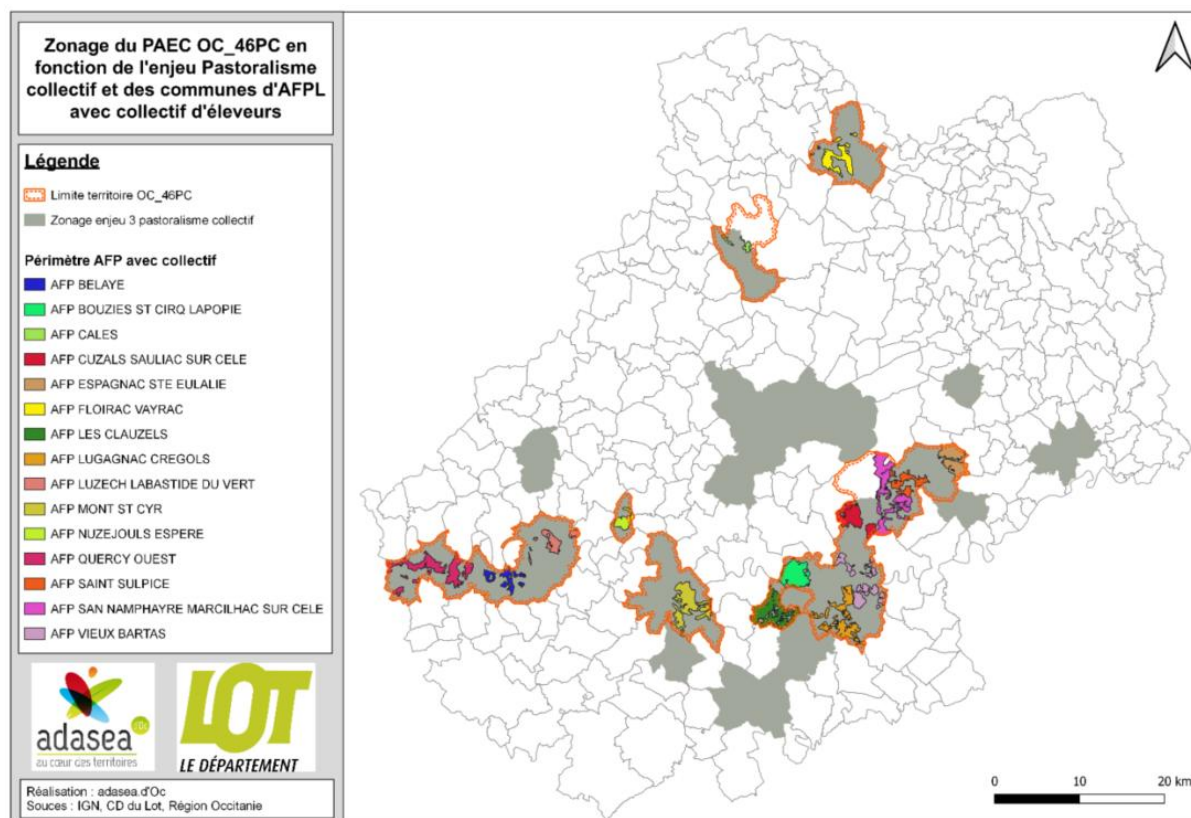 Zonage du PAEC OC_46PC en
fonction de l'enjeu Pastoralisme
collectif et des communes d'AFPL
avec collectif d'éleveurs
Légende
Limite territoire OC_46PC
Zonage enjeu 3 pastoralisme collectif
Périmètre AFP avec collectif
AFP BELAYE
AFP BOUZIES ST CIRQ LAPOPIE
AFP CALES
AFP CUZALS SAULIAC SUR CELE
AFP ESPAGNAC STE EULALIE
AFP FLOIRAC VAYRAC
AFP LES CLAUZELS
AFP LUGAGNAC CREGOLS
AFP LUZECH LABASTIDE DU VERT
AFP MONT ST CYR
AFP NUZEJOULS ESPERE
AFP QUERCY OUEST
AFP SAINT SULPICE
AFP SAN NAMPHAYRE MARCILHAC SUR CELE
AFP VIEUX BARTAS
adasea d'Oc
au cœur des territoires
LOT
LE DÉPARTEMENT
Réalisation : adasea.d'Oc
Souces : IGN, CD du Lot, Région Occitanie
0 10 20 km